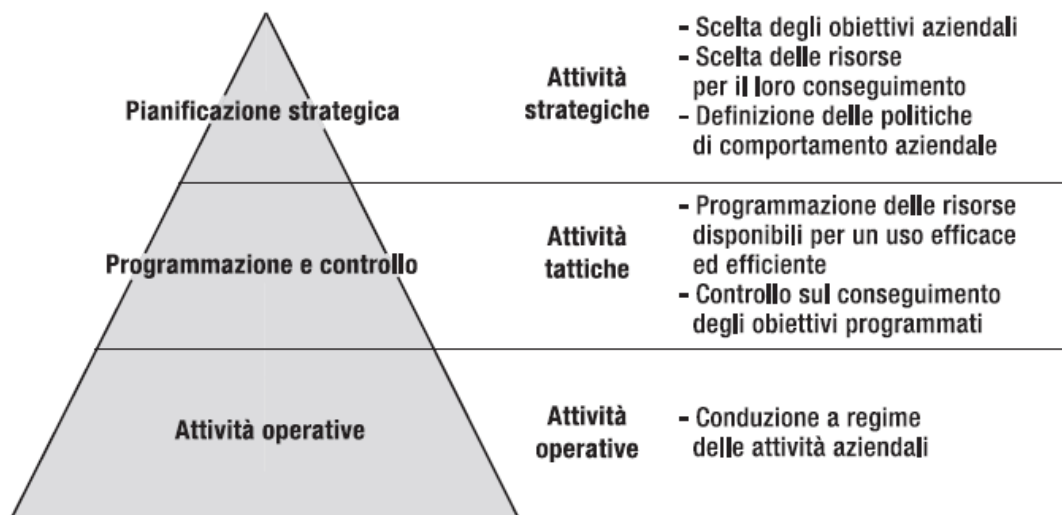 Pianificazione strategica
Attività
strategiche
- Scelta degli obiettivi aziendali
- Scelta delle risorse
per il loro conseguimento
- Definizione delle politiche
di comportamento aziendale
Programmazione e controllo
Attività
tattiche
- Programmazione delle risorse
disponibili per un uso efficace
ed efficiente
- Controllo sul conseguimento
degli obiettivi programmati
Attività operative
Attività
operative
- Conduzione a regime
delle attività aziendali